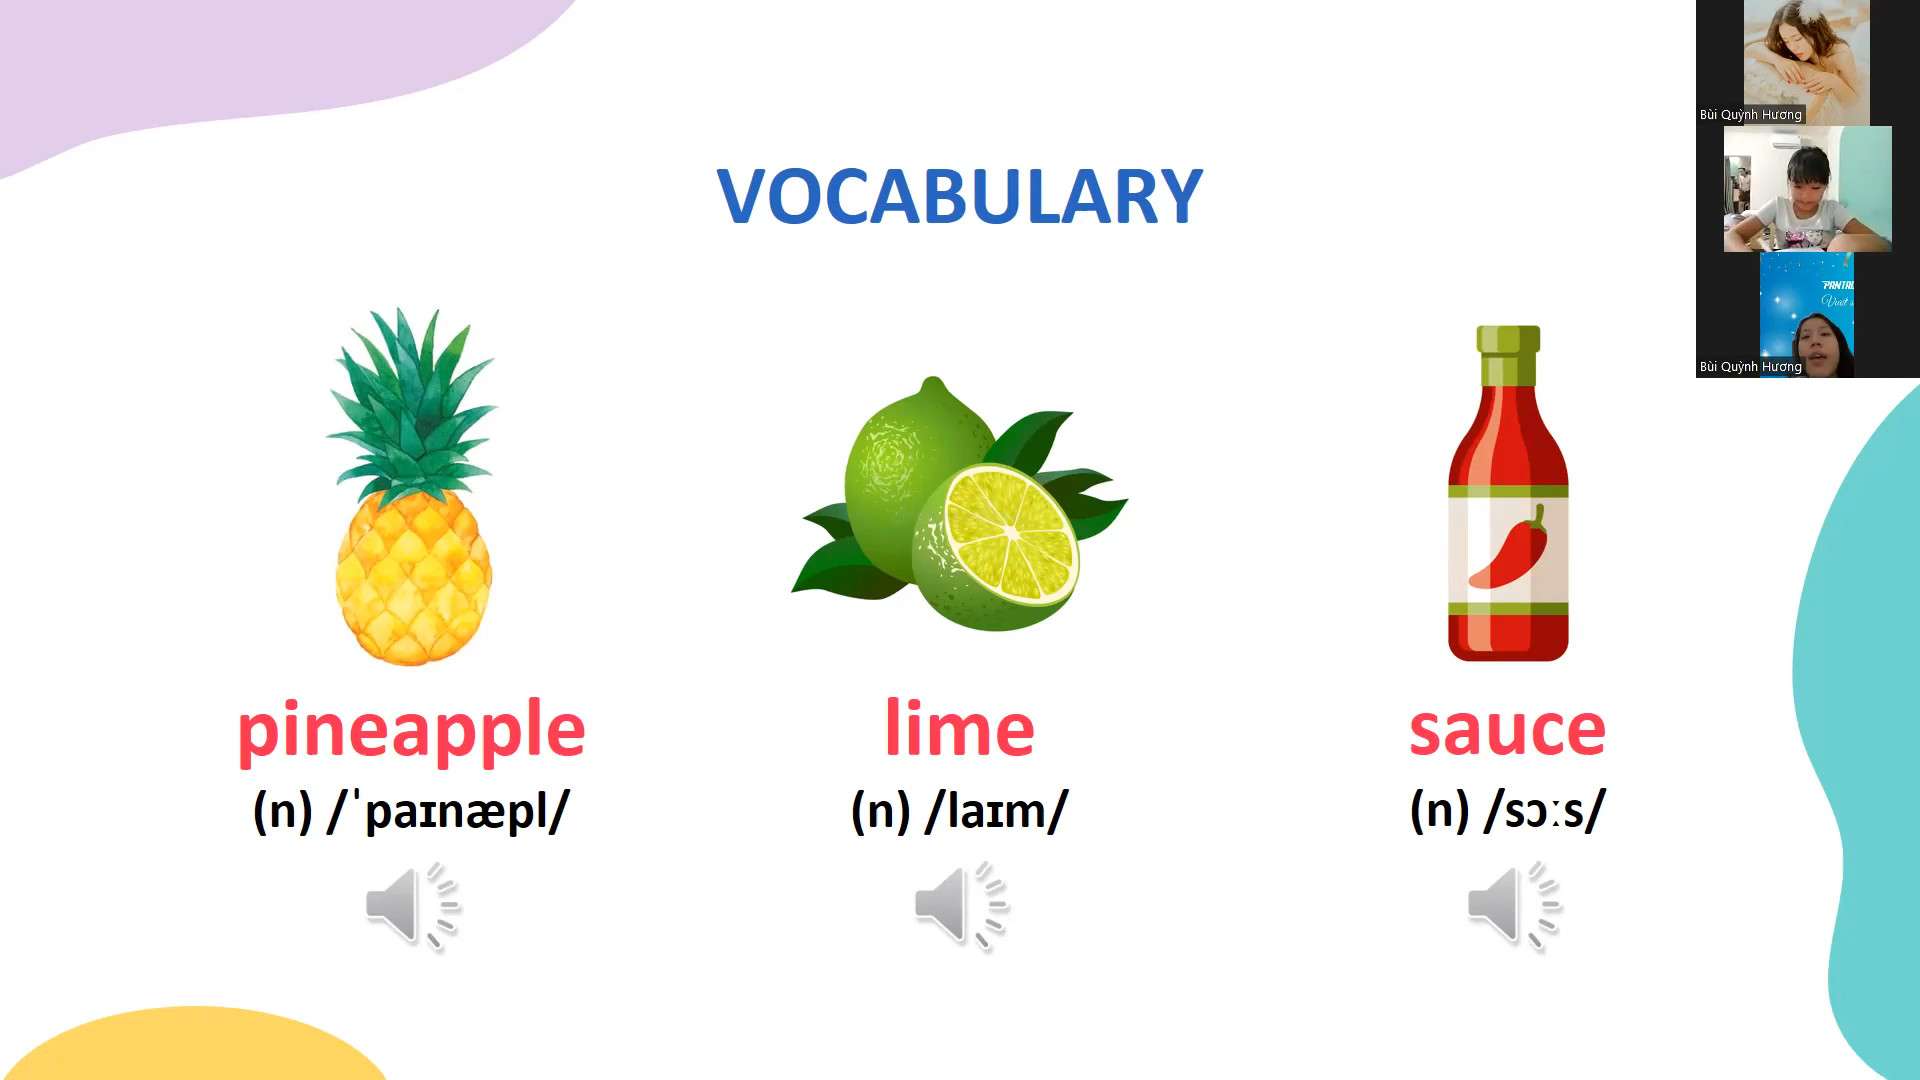 VOCABULARY
pineapple
(n) /ˈpaɪnæpl/
lime
(n) /laɪm/
sauce
(n) /sɔːs/
Bùi Quỳnh Hương
Bùi Quỳnh Hương